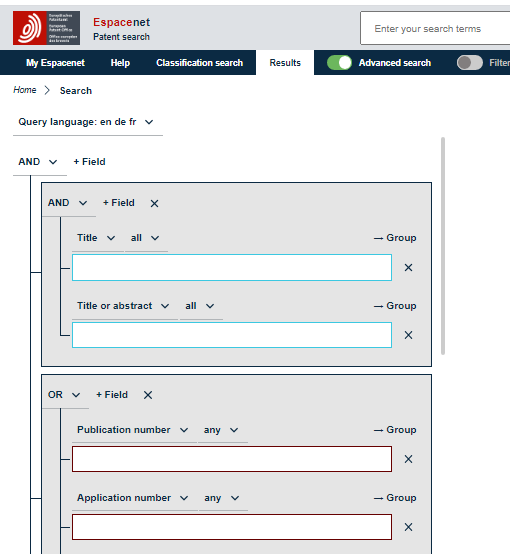 Europäisches
Patentamt
European
Patent Office
Office européen
des brevets
Espacenet
Patent search
Enter your search terms
My Espacenet Help Classification search Results Advanced search Filter
Home > Search
Query language: en de fr
AND + Field
AND + Field ×
Title all → Group
×
Title or abstract all → Group
×
OR + Field ×
Publication number any → Group
×
Application number any → Group
×